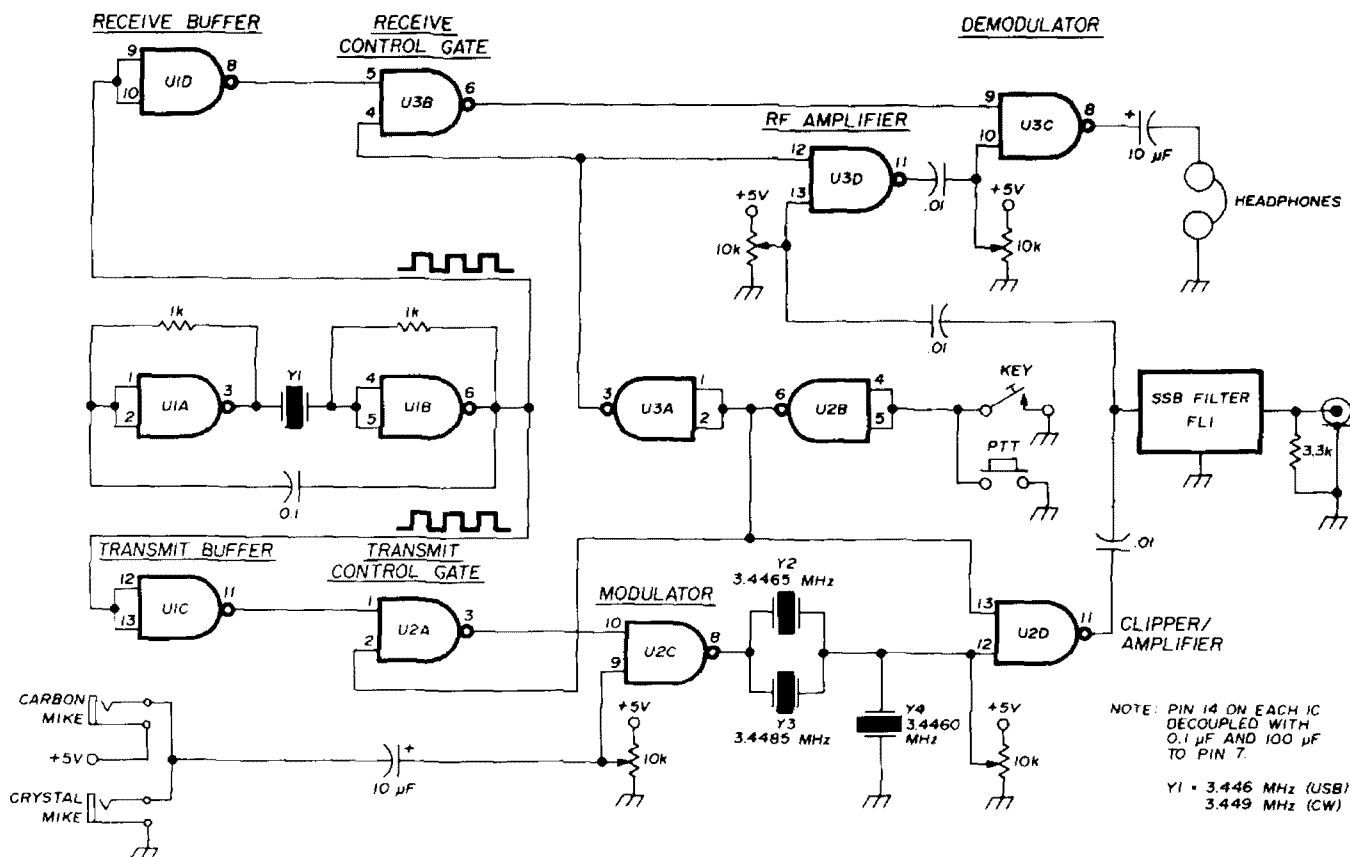 RECEIVE BUFFER
9
10
U1D
8
RECEIVE
CONTROL GATE
5
4
U3B
6
DEMODULATOR
9
10
U3C
8
+
10 µF
HEADPHONES
RF AMPLIFIER
12
13
U3D
11
.01
+5V
10k
+5V
10k
.01
1k
1k
1
2
U1A
3
Y1
4
5
U1B
6
0.1
3
U3A
1
2
6
U2B
4
5
KEY
PTT
SSB FILTER
FL1
3.3k
.01
TRANSMIT BUFFER
12
13
U1C
11
TRANSMIT
CONTROL GATE
1
2
U2A
3
MODULATOR
10
9
U2C
8
Y2
3.4465 MHz
Y3
3.4485 MHz
Y4
3.4460
MHz
13
12
U2D
11
CLIPPER/
AMPLIFIER
+5V
10k
+5V
10k
CARBON
MIKE
+5V
CRYSTAL
MIKE
10 µF
+
NOTE: PIN 14 ON EACH IC
DECOUPLED WITH
0.1 µF AND 100 µF
TO PIN 7.
Y1 = 3.446 MHz (USB)
3.449 MHz (CW)